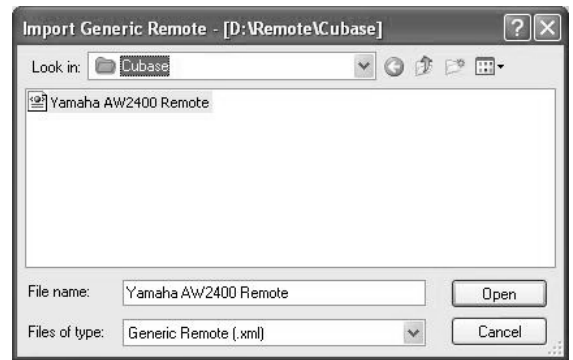 Import Generic Remote - [D:\Remote\Cubase]
Look in: Cubase
Yamaha AW2400 Remote
File name: Yamaha AW2400 Remote Open
Files of type: Generic Remote (.xml) Cancel